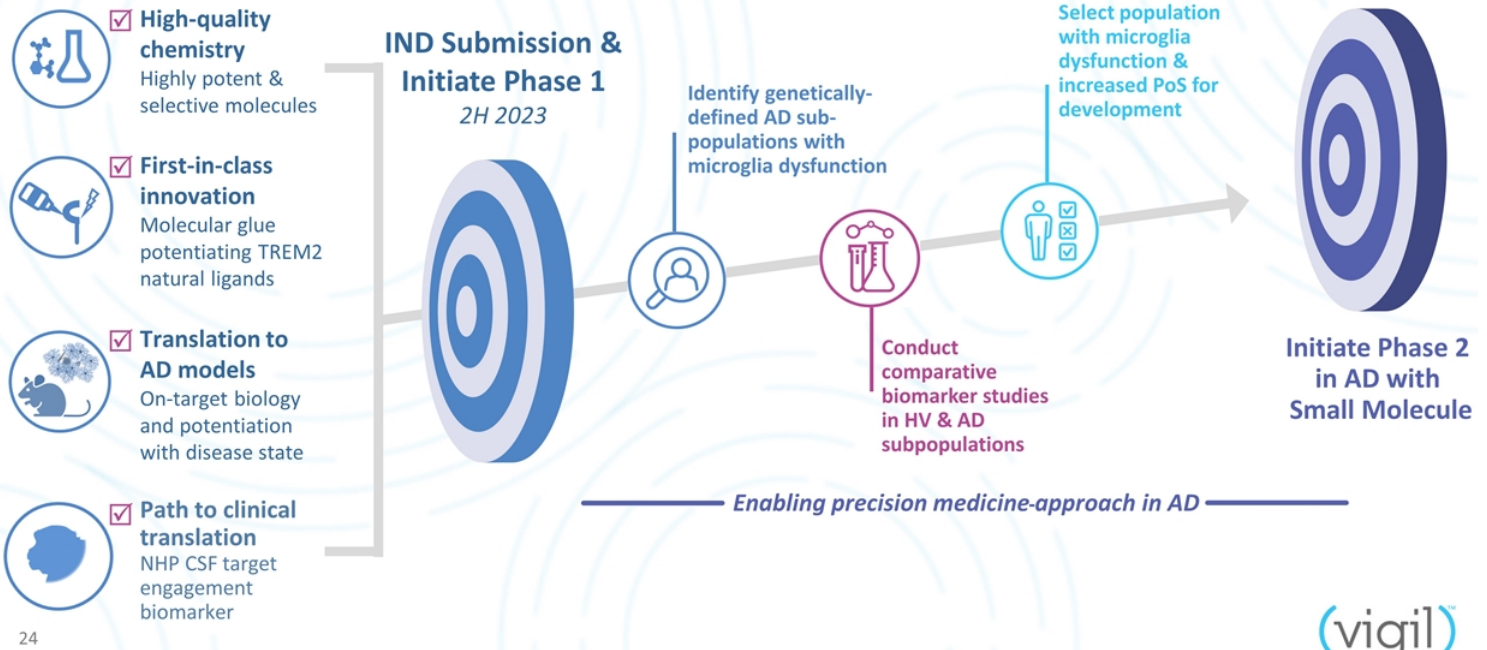 High-quality
chemistry
Highly potent &
selective molecules
First-in-class
innovation
Molecular glue
potentiating TREM2
natural ligands
Translation to
AD models
On-target biology
and potentiation
with disease state
Path to clinical
translation
NHP CSF target
engagement
biomarker
IND Submission &
Initiate Phase 1
2H 2023
Identify genetically-
defined AD sub-
populations with
microglia dysfunction
Conduct
comparative
biomarker studies
in HV & AD
subpopulations
Select population
with microglia
dysfunction &
increased PoS for
development
Initiate Phase 2
in AD with
Small Molecule
Enabling precision medicine-approach in AD
24
(vigil)™